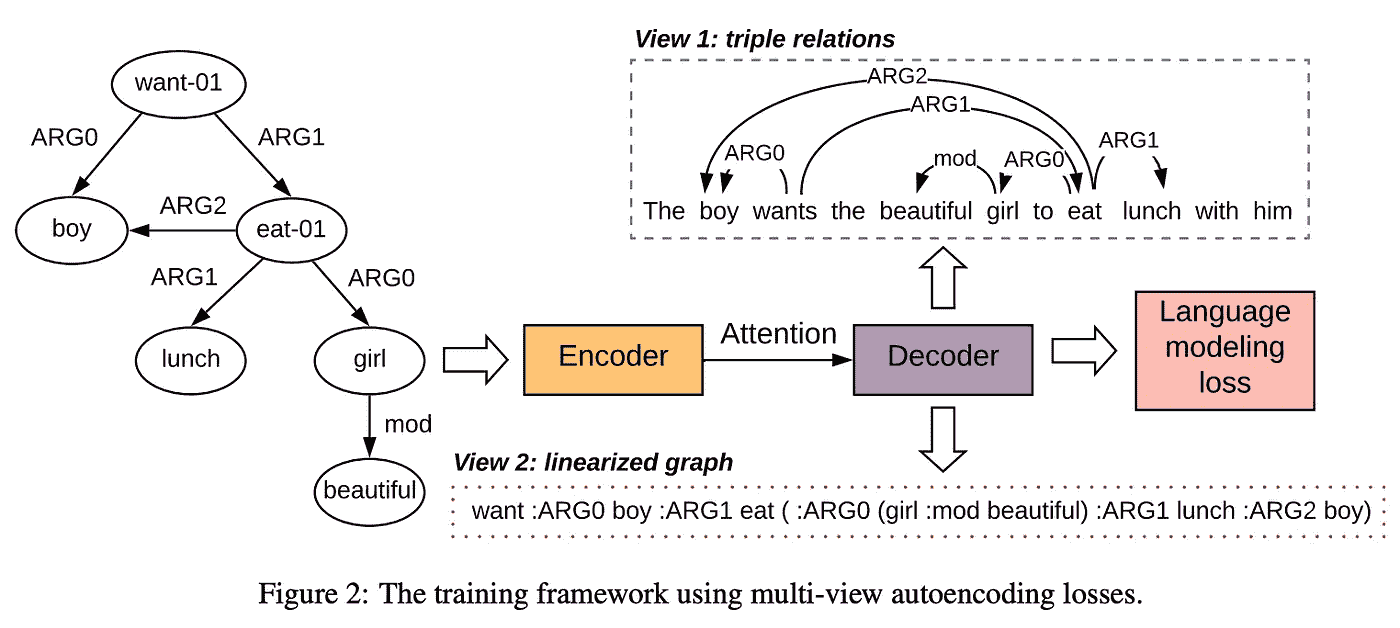 View 1: triple relations
want-01
ARG0
ARG1
boy
ARG2
eat-01
ARG1
ARG0
lunch
girl
mod
beautiful
ARG2
ARG1
ARG0
mod
ARG0
ARG1
The boy wants the beautiful girl to eat lunch with him
Encoder
Attention
Decoder
Language
modeling
loss
View 2: linearized graph
want :ARG0 boy :ARG1 eat ( :ARG0 (girl :mod beautiful) :ARG1 lunch :ARG2 boy)
Figure 2: The training framework using multi-view autoencoding losses.